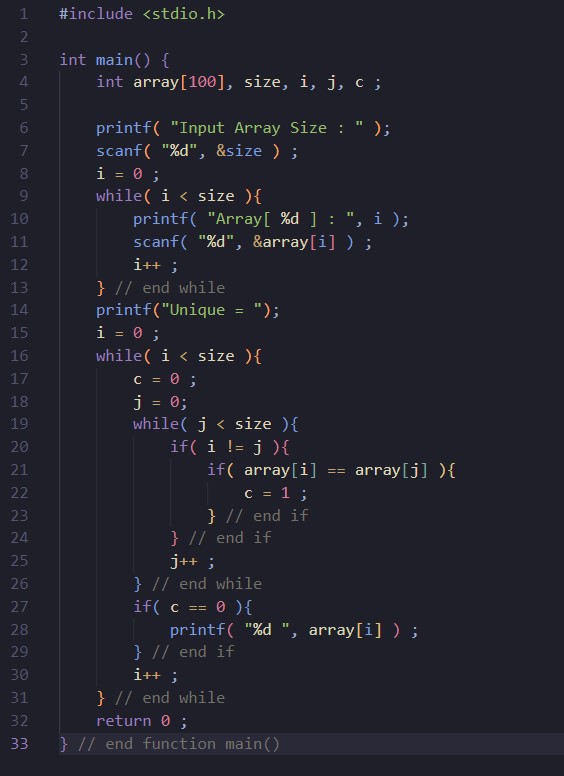 1 #include <stdio.h>
2
3 int main() {
4     int array[100], size, i, j, c ;
5
6     printf( "Input Array Size : " );
7     scanf( "%d", &size ) ;
8     i = 0 ;
9     while( i < size ){
10         printf( "Array[ %d ] : ", i );
11         scanf( "%d", &array[i] ) ;
12         i++ ;
13     } // end while
14     printf("Unique = ");
15     i = 0 ;
16     while( i < size ){
17         c = 0 ;
18         j = 0;
19         while( j < size ){
20             if( i != j ){
21                 if( array[i] == array[j] ){
22                     c = 1 ;
23                 } // end if
24             } // end if
25             j++ ;
26         } // end while
27         if( c == 0 ){
28             printf( "%d ", array[i] ) ;
29         } // end if
30         i++ ;
31     } // end while
32     return 0 ;
33 } // end function main()